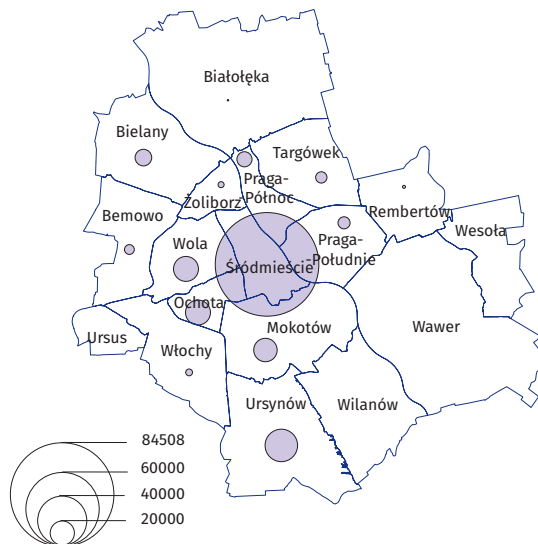 Białołęka
Bielany
Targówek
Praga-
Północ
Żoliborz
Rembertów
Bemowo
Wesoła
Wola
Praga-
Południe
Śródmieście
Ochota
Mokotów
Wawer
Ursus
Włochy
Ursynów
Wilanów
84508
60000
40000
20000